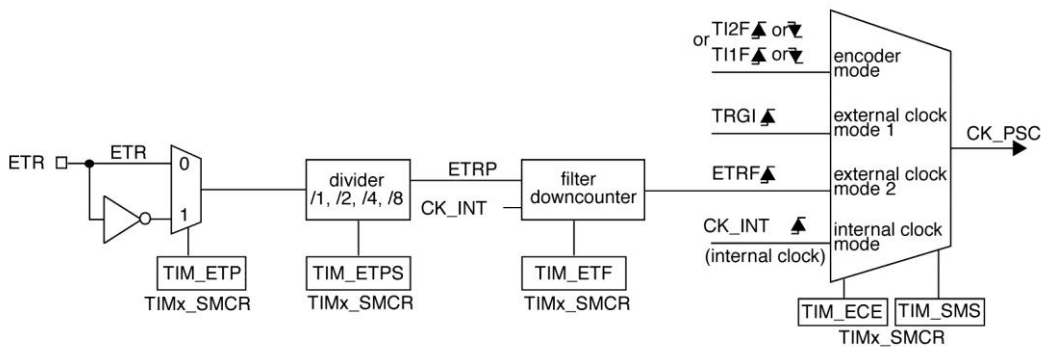 or TI2F or
TI1F or
encoder
mode
TRGI
external clock
mode 1
CK_PSC
ETR
ETR
0
1
divider
/1, /2, /4, /8
ETRP
CK_INT
filter
downcounter
ETRF
external clock
mode 2
CK_INT
(internal clock)
internal clock
mode
TIM_ETP
TIMx_SMCR
TIM_ETPS
TIMx_SMCR
TIM_ETF
TIMx_SMCR
TIM_ECE
TIM_SMS
TIMx_SMCR